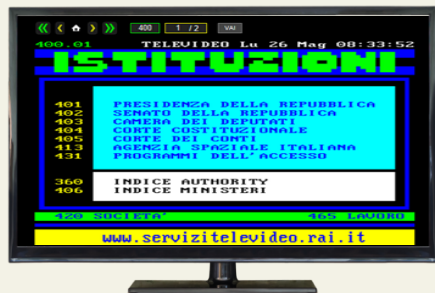 400 1 /2 VAI
400.01 TELEVIDEO Lu 26 Mag 08:33:52
ISTITUZIONI
401 PRESIDENZA DELLA REPUBBLICA
402 SENATO DELLA REPUBBLICA
403 CAMERA DEI DEPUTATI
404 CORTE COSTITUZIONALE
405 CORTE DEI CONTI
413 AGENZIA SPAZIALE ITALIANA
431 PROGRAMMI DELL'ACCESSO
360 INDICE AUTHORITY
406 INDICE MINISTERI
420 SOCIETA' 465 LAVORO
www.servizitelevideo.rai.it